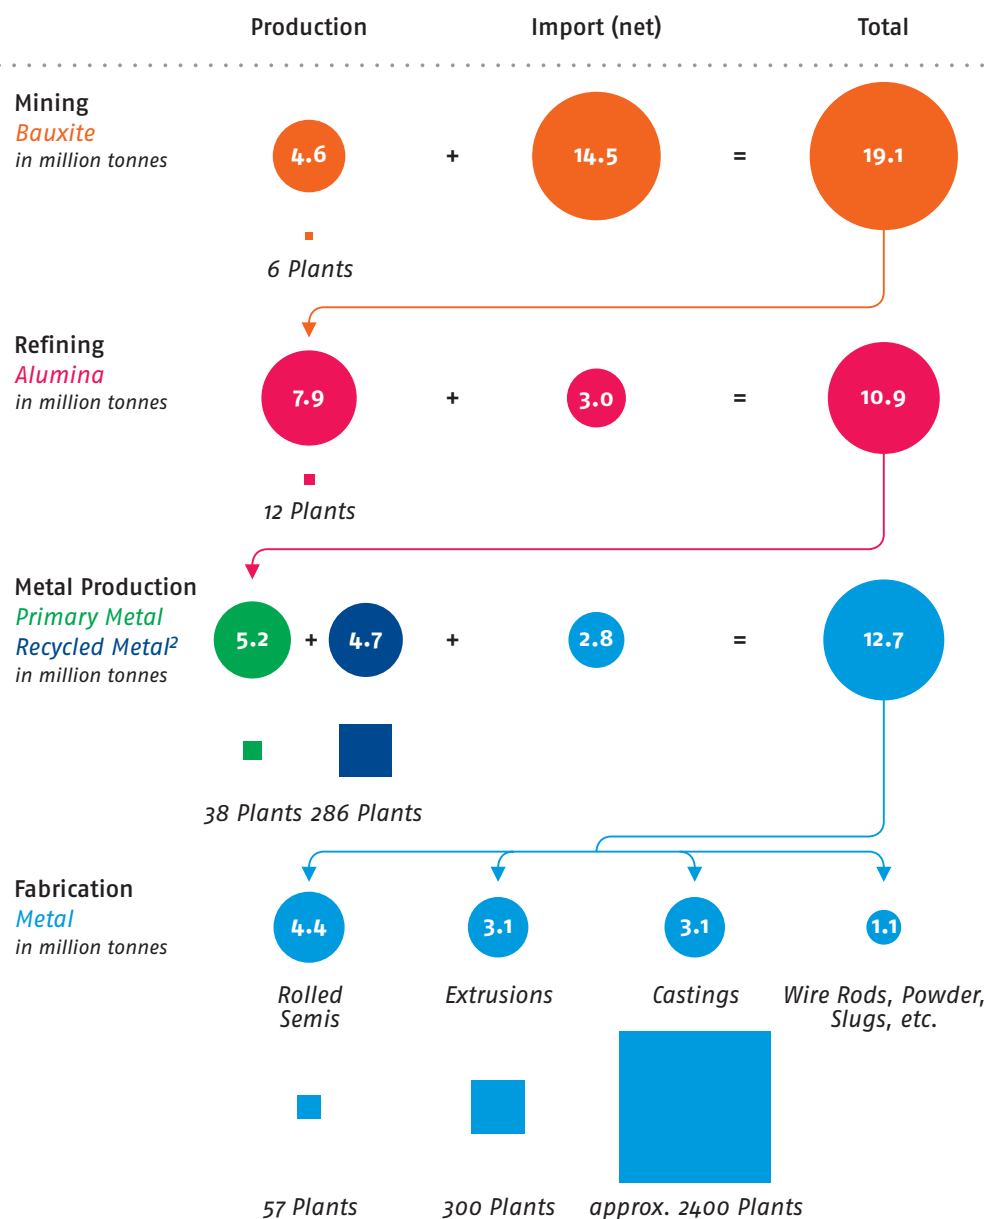 Production Import (net) Total
Mining
Bauxite
in million tonnes
4.6 + 14.5 = 19.1
6 Plants
Refining
Alumina
in million tonnes
7.9 + 3.0 = 10.9
12 Plants
Metal Production
Primary Metal
Recycled Metal²
in million tonnes
5.2 + 4.7 + 2.8 = 12.7
38 Plants 286 Plants
Fabrication
Metal
in million tonnes
4.4 3.1 3.1 1.1
Rolled Extrusions Castings Wire Rods, Powder,
Semis Slugs, etc.
57 Plants 300 Plants approx. 2400 Plants